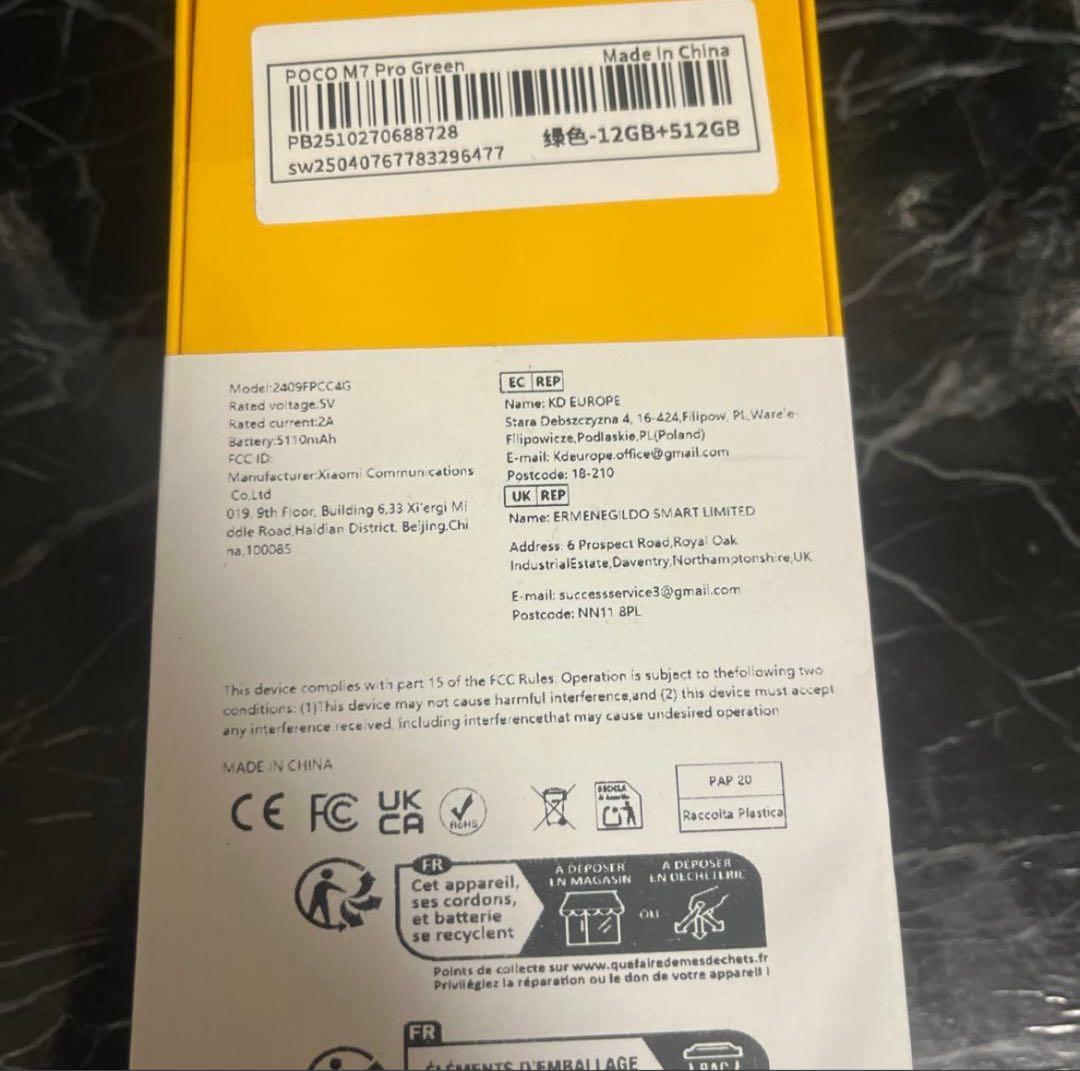 POCO M7 Pro Green
Made In China
PB2510270688728
绿色-12GB+512GB
sw25040767783296477
Model:2409FPCC4G
Rated voltage:5V
Rated current:2A
Battery:5110mAh
FCC ID:
Manufacturer:Xiaomi Communications
Co,Ltd
019, 9th Floor, Building 6,33 Xi'ergi Mi
ddle Road,Haidian District, Beijing,Chi
na,100085
EC REP
Name: KD EUROPE
Stara Debszczyzna 4, 16-424,Filipow, PL,Ware'e-
Filipowicze,Podlaskie,PL(Poland)
E-mail: Kdeurope.office@gmail.com
Postcode: 18-210
UK REP
Name: ERMENEGILDO SMART LIMITED
Address: 6 Prospect Road,Royal Oak
IndustrialEstate,Daventry,Northamptonshire,UK
E-mail: successservice3@gmail.com
Postcode: NN11 8PL
This device complies with part 15 of the FCC Rules. Operation is subject to thefollowing two
conditions: (1)This device may not cause harmful interference,and (2) this device must accept
any interference received, including interferencethat may cause undesired operation
MADE IN CHINA
CE FC UK
CA
RoHS
PAP 20
Raccolta Plastica
FR
Cet appareil,
ses cordons,
et batterie
se recyclent
À DÉPOSER
EN MAGASIN
OU
À DÉPOSER
EN DÉCHÈTERIE
Points de collecte sur www.quefairedemesdechets.fr
Privilégiez la réparation ou le don de votre appareil !
FR
ÉLÉMENTS D'EMBALLAGE
BAC